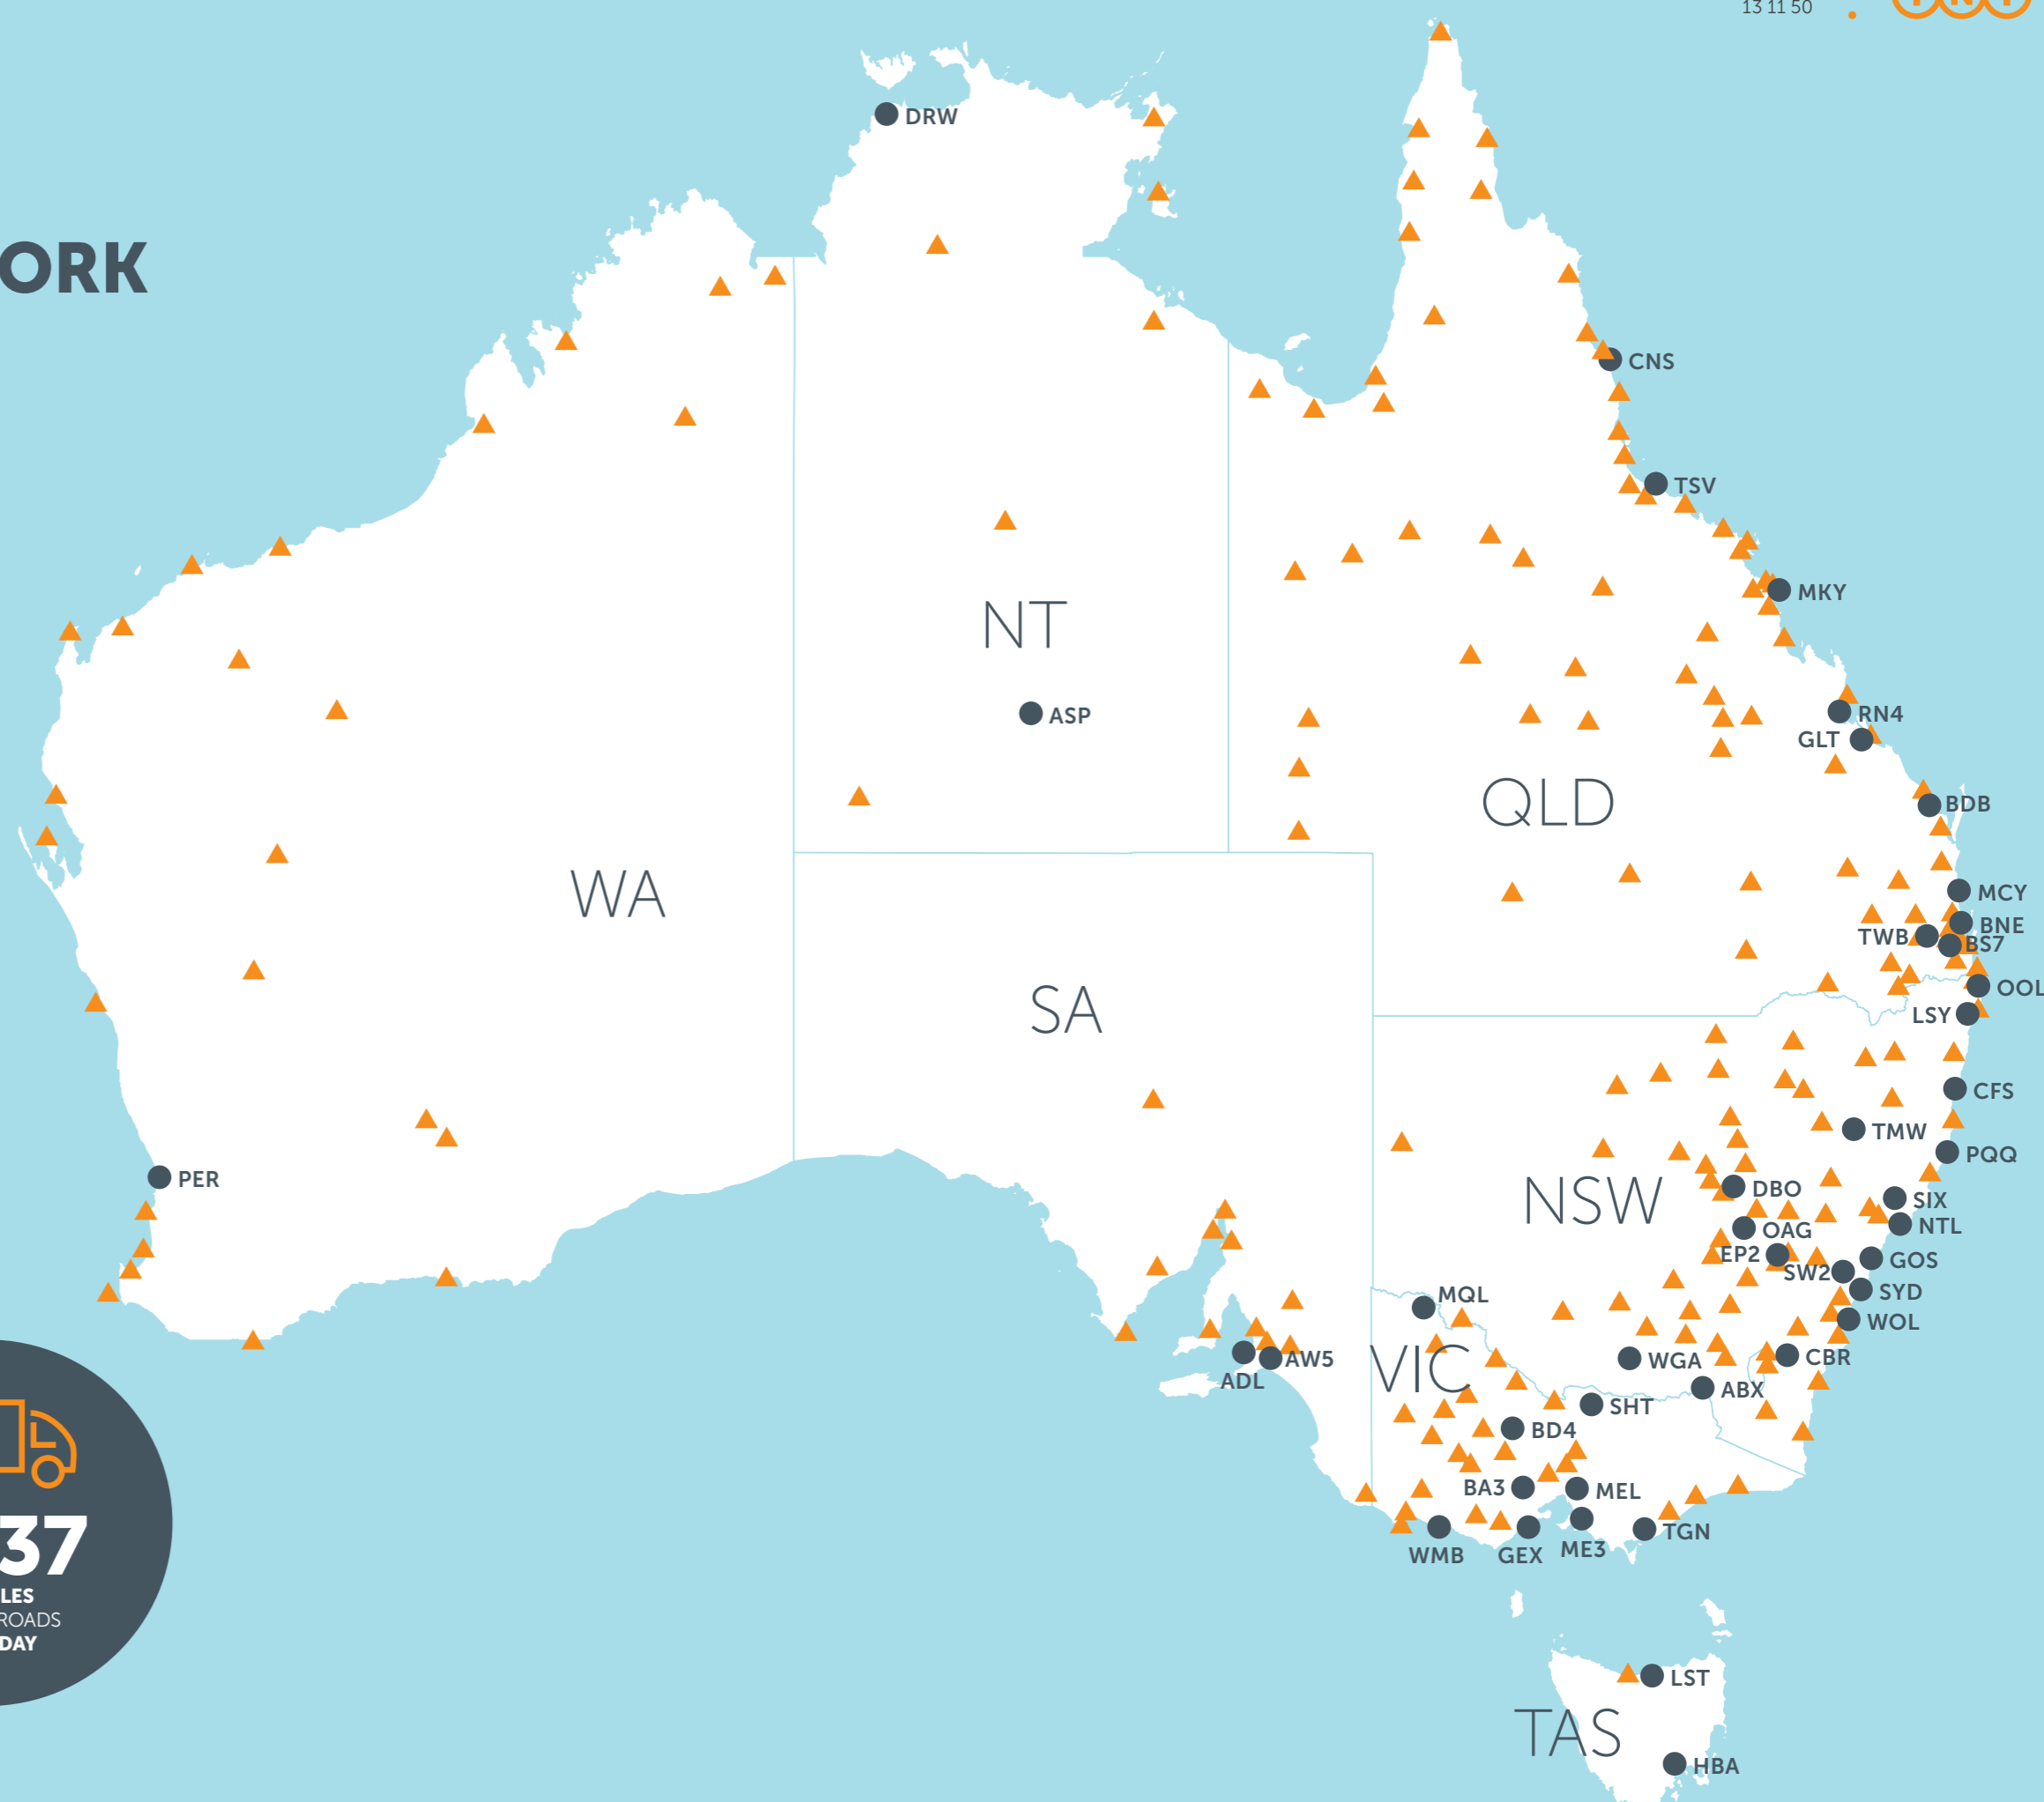 13 11 50
TNT
ORK
DRW
CNS
TSV
MKY
NT
ASP
RN4
GLT
QLD
BDB
WA
MCY
BNE
TWB
BS7
SA
OOL
LSY
CFS
TMW
PQQ
PER
NSW
DBO
SIX
NTL
OAG
EP2
GOS
SW2
SYD
MQL
WOL
VIC
WGA
CBR
AW5
ADL
ABX
SHT
BD4
BA3
MEL
TGN
WMB
GEX
ME3
37
LES
ROADS
DAY
LST
TAS
HBA